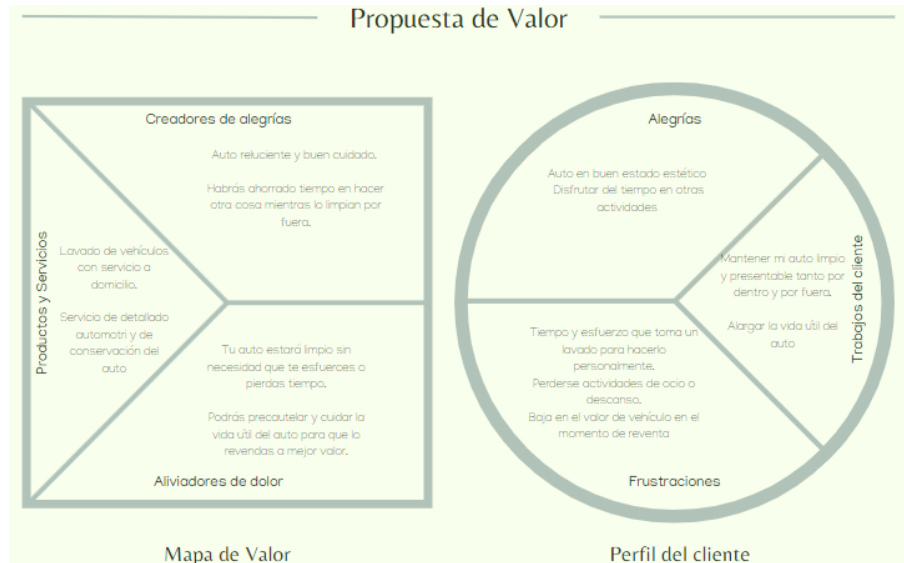 Propuesta de Valor
Creadores de alegrías
Auto reluciente y buen cuidado.
Habrás ahorrado tiempo en hacer
otra cosa mientras lo limpian por
fuera.
Productos y Servicios
Lavado de vehículos
con servicio a
domicilio.
Servicio de detallado
automotri y de
conservación del
auto
Tu auto estará limpio sin
necesidad que te esfuerces o
pierdas tiempo.
Podrás precautelar y cuidar la
vida útil del auto para que lo
revendas a mejor valor.
Aliviadores de dolor
Mapa de Valor
Alegrías
Auto en buen estado estético
Disfrutar del tiempo en otras
actividades
Mantener mi auto limpio
y presentable tanto por
dentro y por fuera.
Alargar la vida útil del
auto
Trabajos del cliente
Tiempo y esfuerzo que toma un
lavado para hacerlo
personalmente.
Perderse actividades de ocio o
descanso.
Baja en el valor de vehículo en el
momento de reventa
Frustraciones
Perfil del cliente